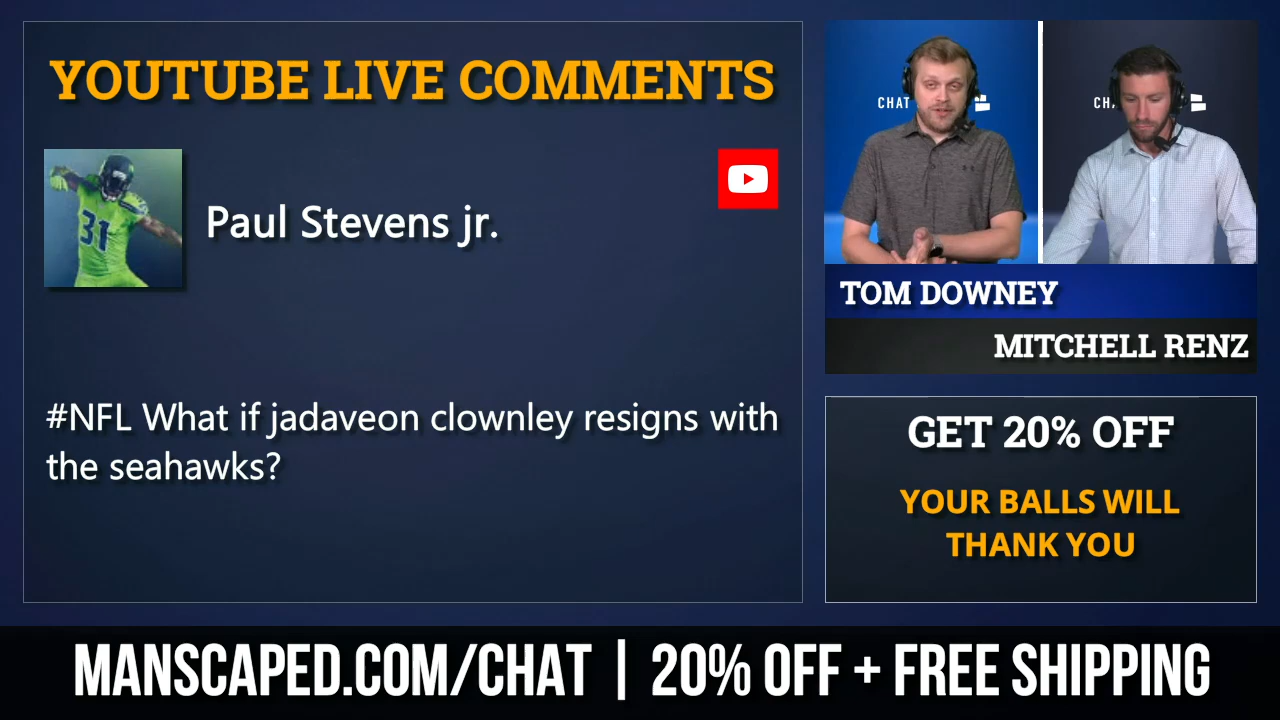 YOUTUBE LIVE COMMENTS
Paul Stevens jr.
31
#NFL What if jadaveon clownley resigns with
the seahawks?
CHAT
CH
TOM DOWNEY
MITCHELL RENZ
GET 20% OFF
YOUR BALLS WILL
THANK YOU
MANSCAPED.COM/CHAT | 20% OFF + FREE SHIPPING